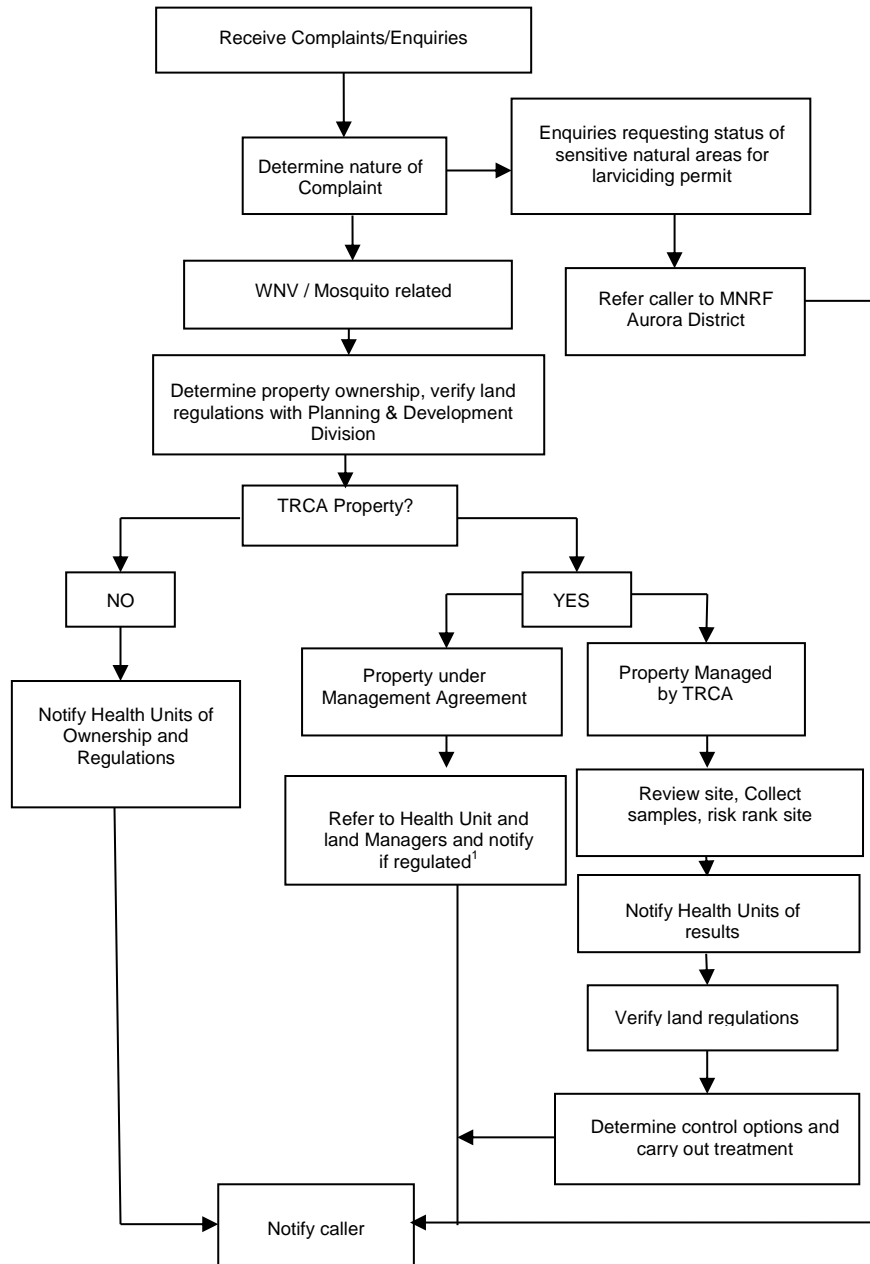 Receive Complaints/Enquiries
Determine nature of
Complaint
Enquiries requesting status of
sensitive natural areas for
larviciding permit
WNV / Mosquito related
Refer caller to MNRF
Aurora District
Determine property ownership, verify land
regulations with Planning & Development
Division
TRCA Property?
NO
YES
Notify Health Units of
Ownership and
Regulations
Property under
Management Agreement
Property Managed
by TRCA
Refer to Health Unit and
land Managers and notify
if regulated¹
Review site, Collect
samples, risk rank site
Notify Health Units of
results
Verify land regulations
Determine control options and
carry out treatment
Notify caller